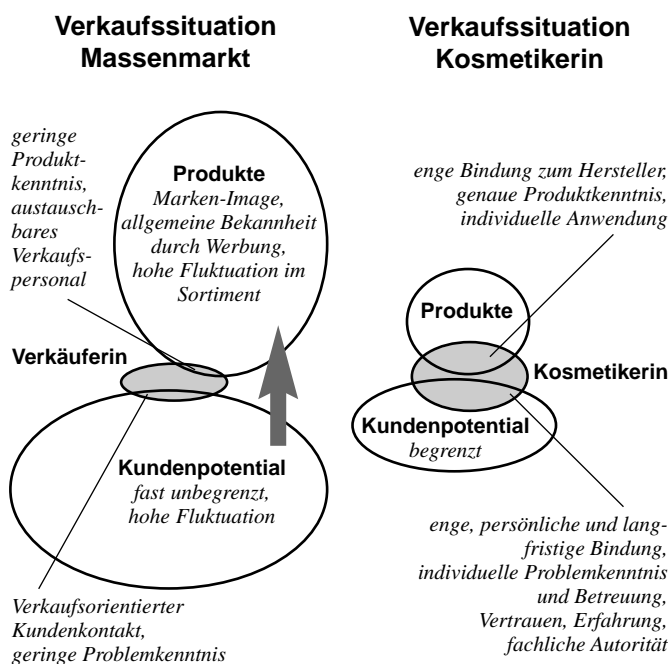 Verkaufssituation
Massenmarkt
geringe
Produkt-
kenntnis,
austausch-
bares
Verkaufs-
personal
Produkte
Marken-Image,
allgemeine Bekannheit
durch Werbung,
hohe Fluktuation im
Sortiment
Verkäuferin
Kundenpotential
fast unbegrenzt,
hohe Fluktuation
Verkaufsorientierter
Kundenkontakt,
geringe Problemkenntnis
Verkaufssituation
Kosmetikerin
enge Bindung zum Hersteller,
genaue Produktkenntnis,
individuelle Anwendung
Produkte
Kosmetikerin
Kundenpotential
begrenzt
enge, persönliche und lang-
fristige Bindung,
individuelle Problemkenntnis
und Betreuung,
Vertrauen, Erfahrung,
fachliche Autorität